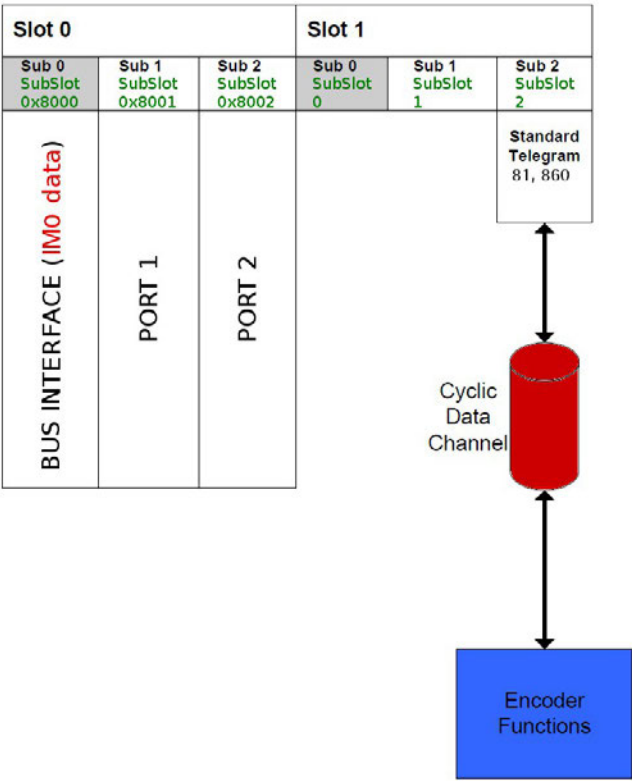 Slot 0
Slot 1
Sub 0
SubSlot
0x8000
Sub 1
SubSlot
0x8001
Sub 2
SubSlot
0x8002
Sub 0
SubSlot
0
Sub 1
SubSlot
1
Sub 2
SubSlot
2
BUS INTERFACE (IM0 data)
PORT 1
PORT 2
Standard
Telegram
81, 860
Cyclic
Data
Channel
Encoder
Functions